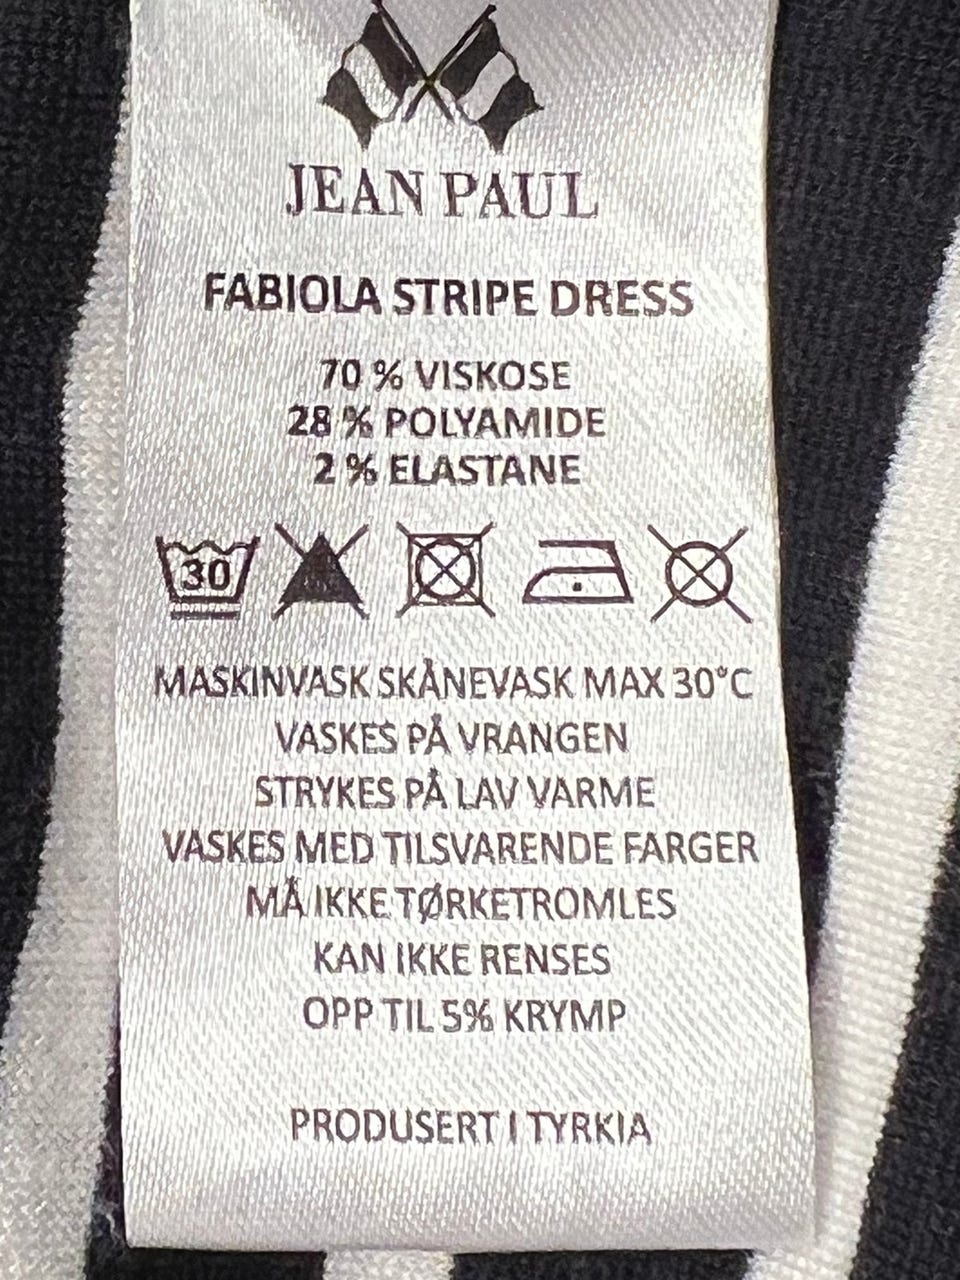 JEAN PAUL
FABIOLA STRIPE DRESS
70 % VISKOSE
28 % POLYAMIDE
2 % ELASTANE
30
MASKINVASK SKÅNEVASK MAX 30°C
VASKES PÅ VRANGEN
STRYKES PÅ LAV VARME
VASKES MED TILSVARENDE FARGER
MÅ IKKE TØRKETROMLES
KAN IKKE RENSES
OPP TIL 5% KRYMP
PRODUSERT I TYRKIA